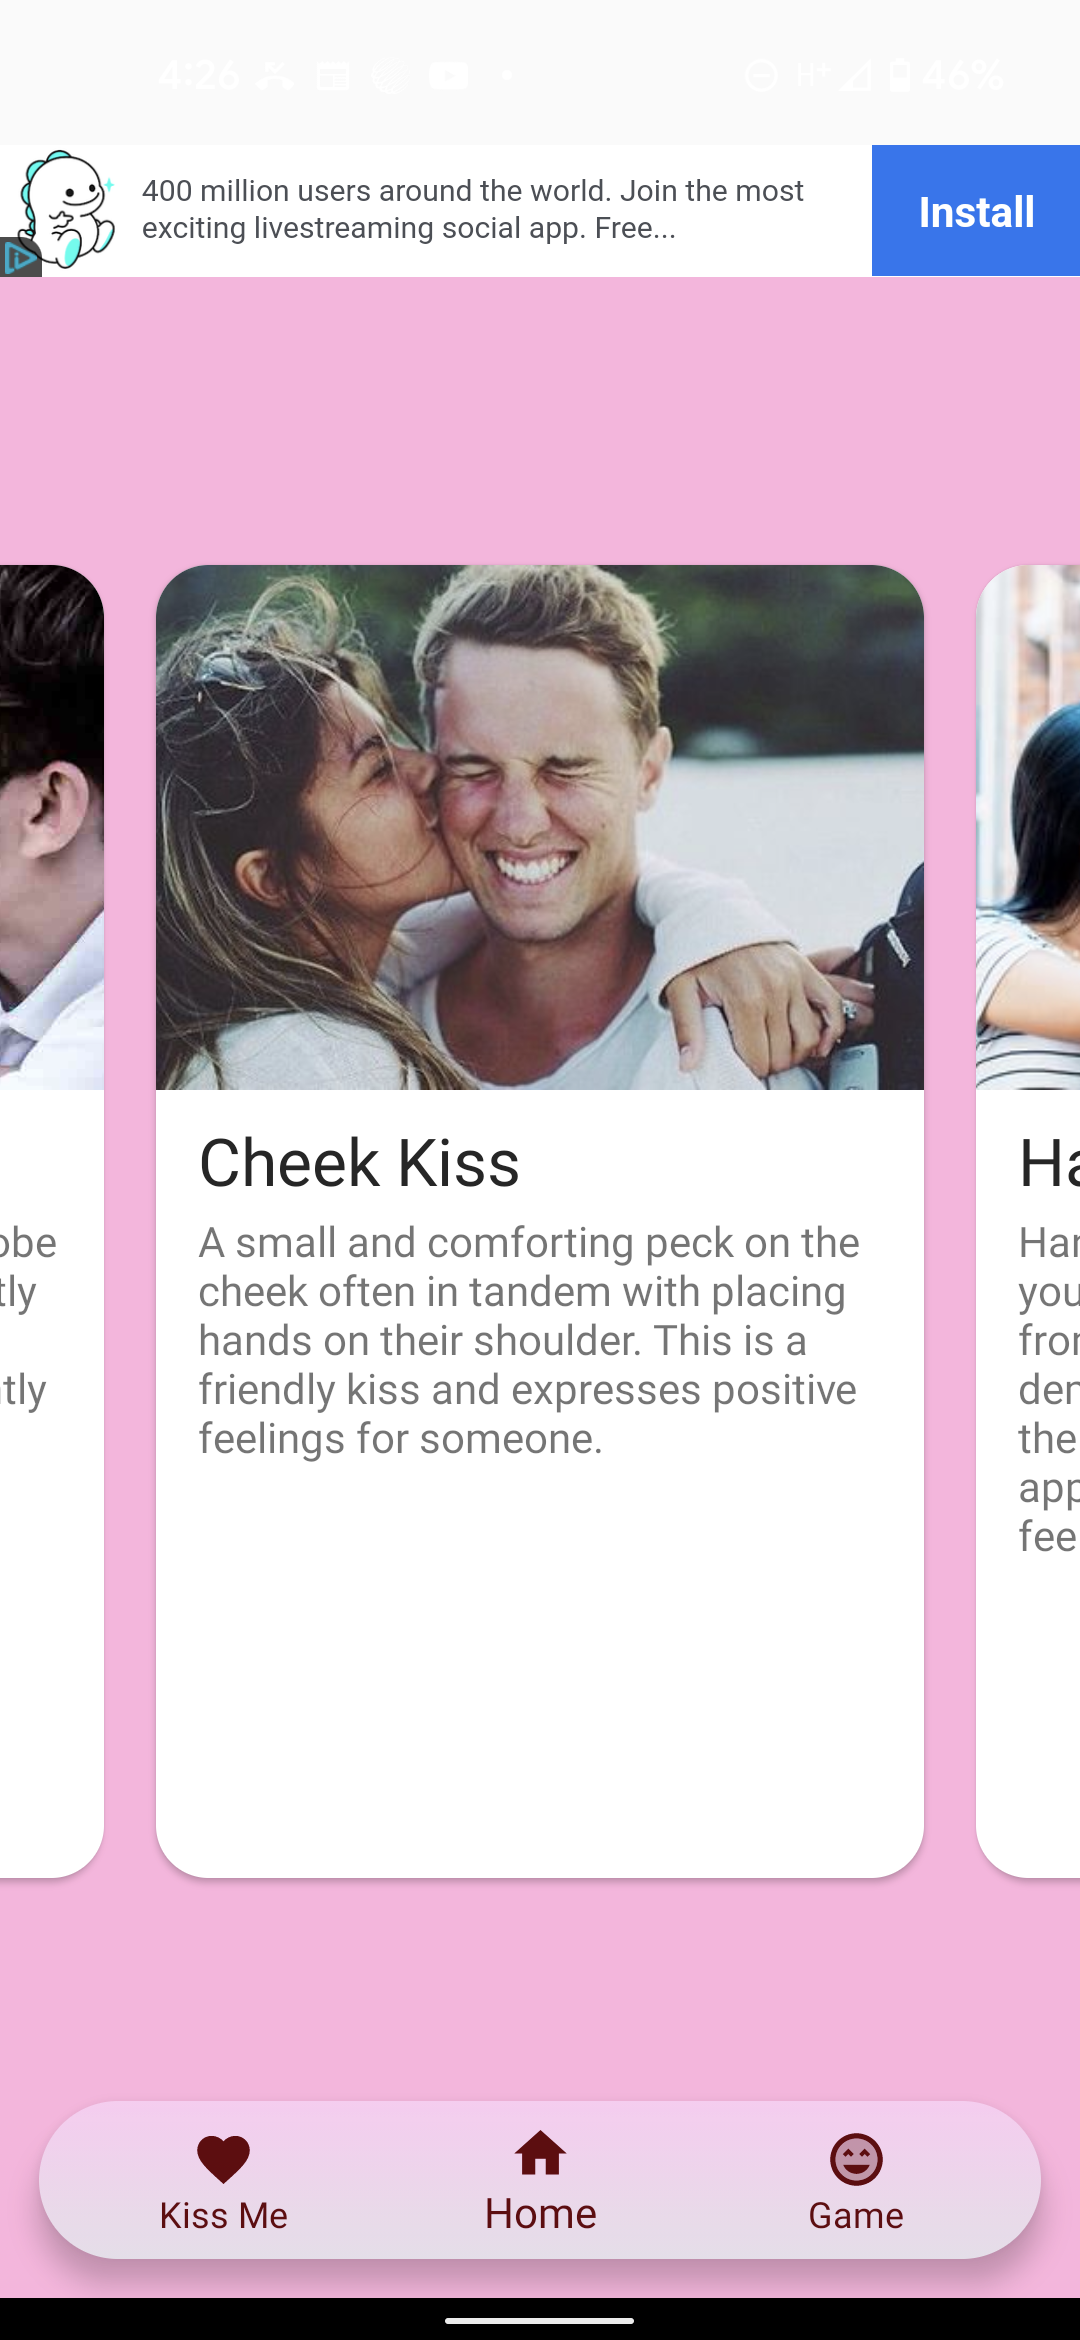 4:26
H+
46%
400 million users around the world. Join the most
exciting livestreaming social app. Free...
Install
obe
tly
tly
Cheek Kiss
A small and comforting peck on the
cheek often in tandem with placing
hands on their shoulder. This is a
friendly kiss and expresses positive
feelings for someone.
Ha
Har
you
fror
den
the
app
fee
Kiss Me
Home
Game